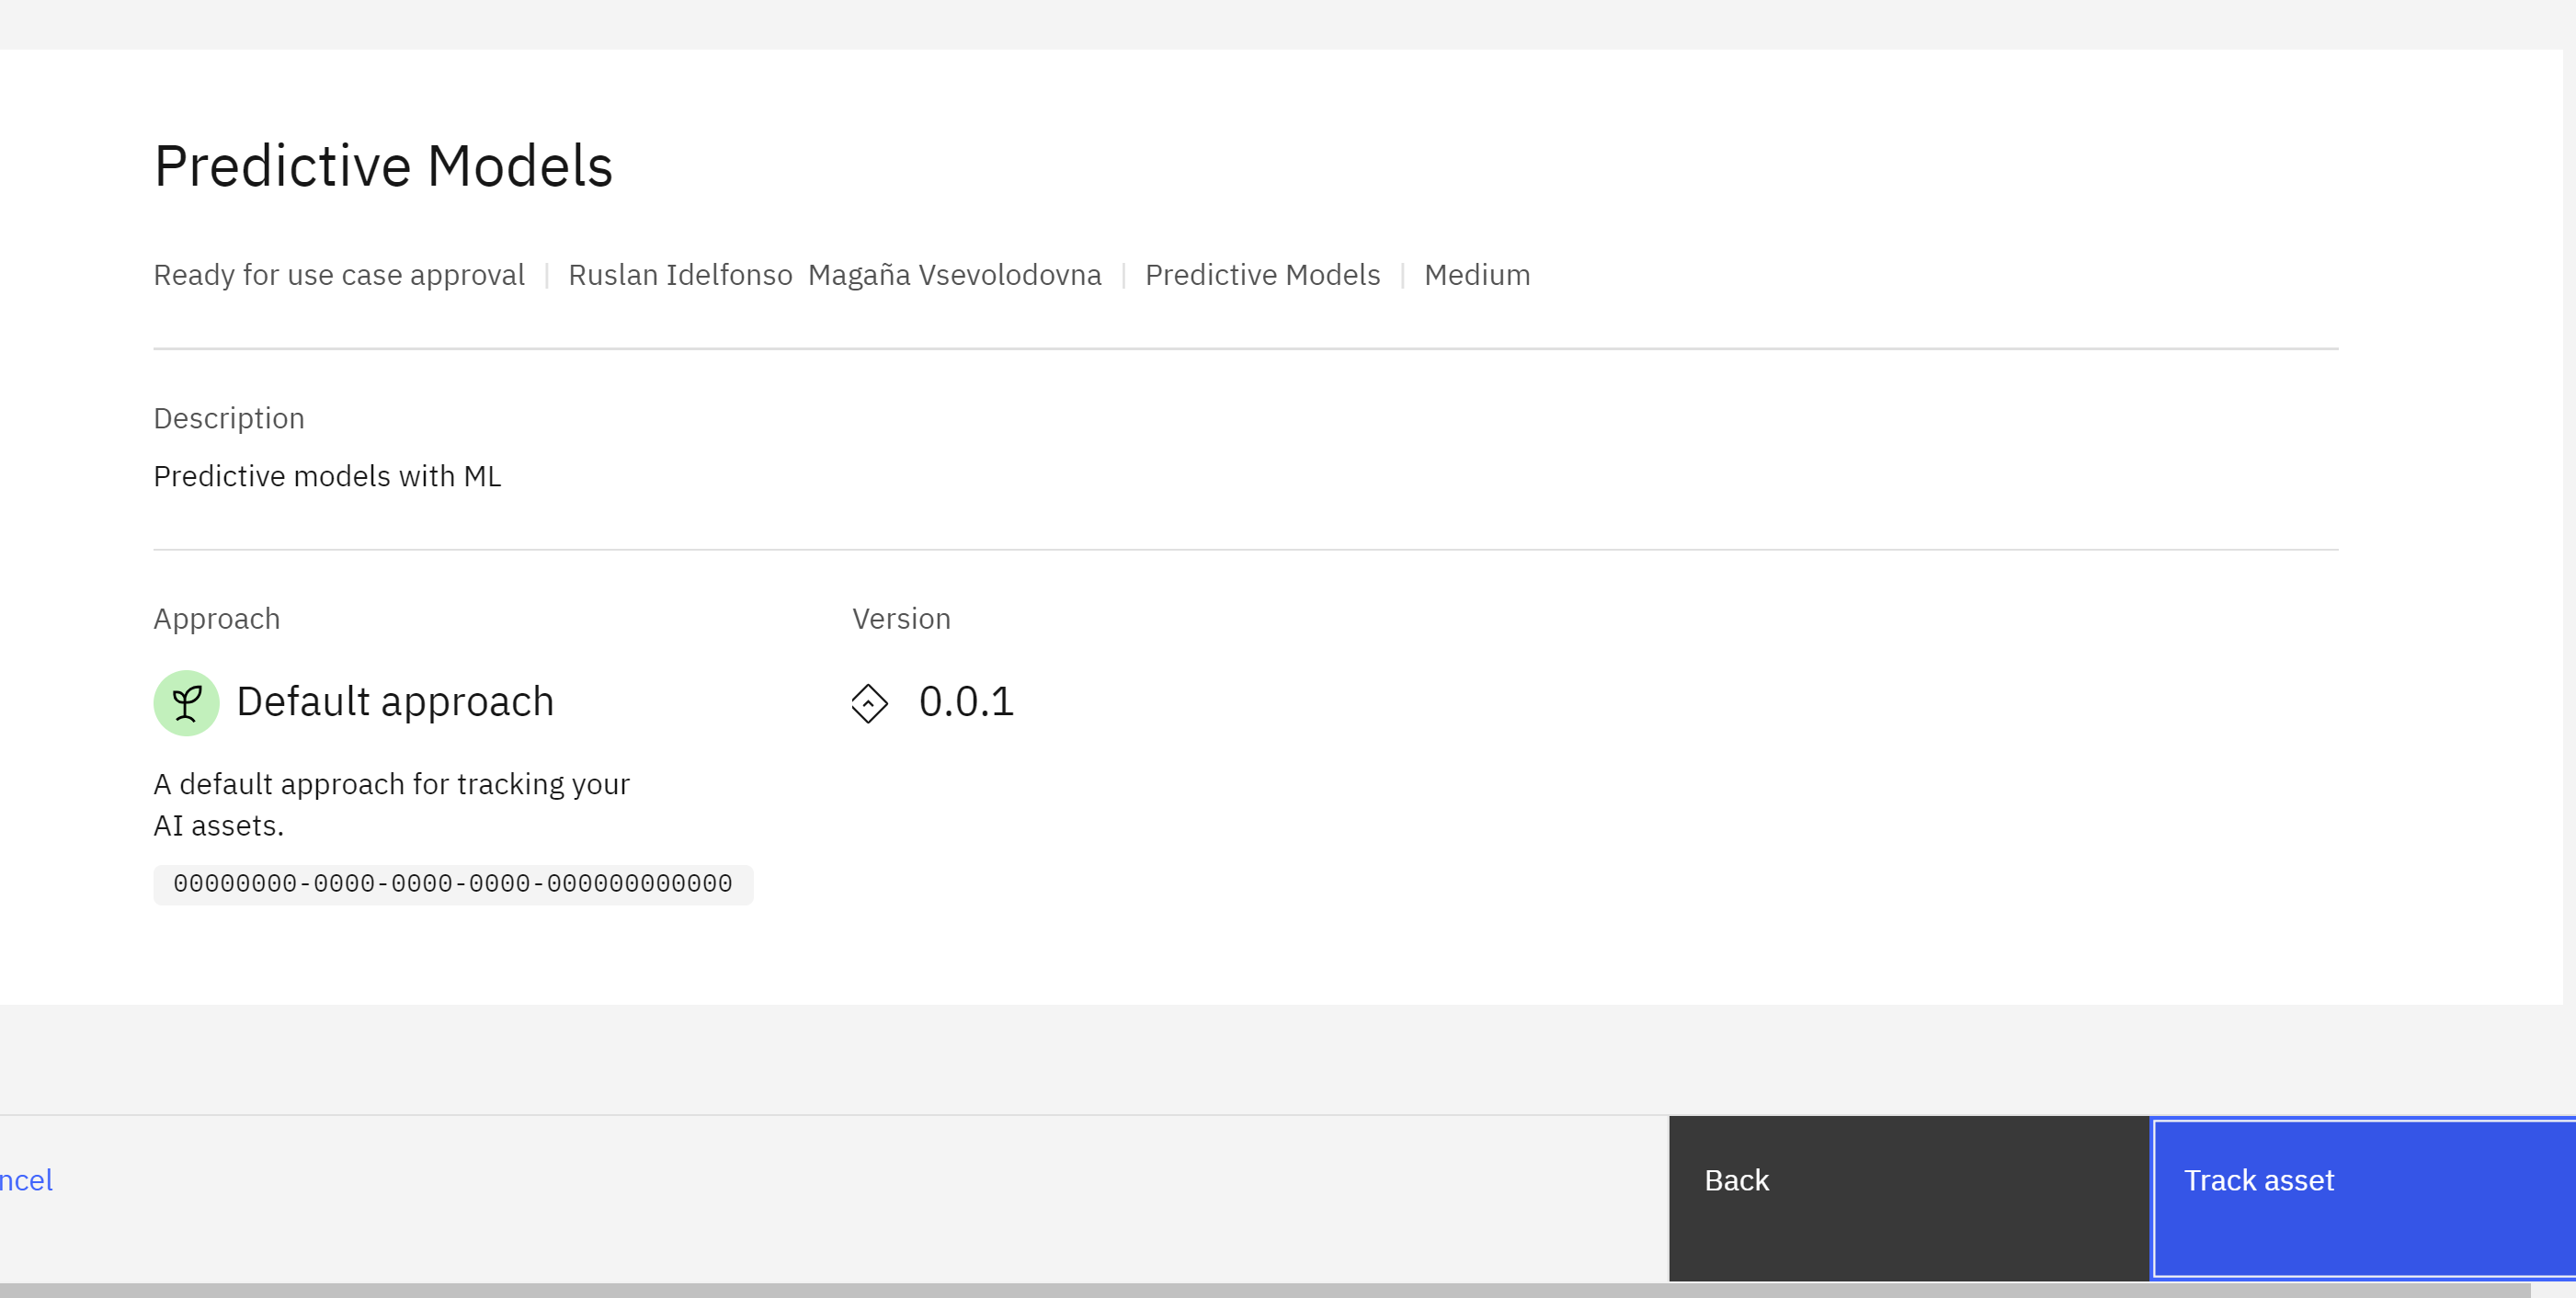 Predictive Models
Ready for use case approval | Ruslan Idelfonso Magaña Vsevolodovna | Predictive Models | Medium
Description
Predictive models with ML
Approach
Version
Default approach
0.0.1
A default approach for tracking your
AI assets.
00000000-0000-0000-0000-000000000000
ncel
Back
Track asset